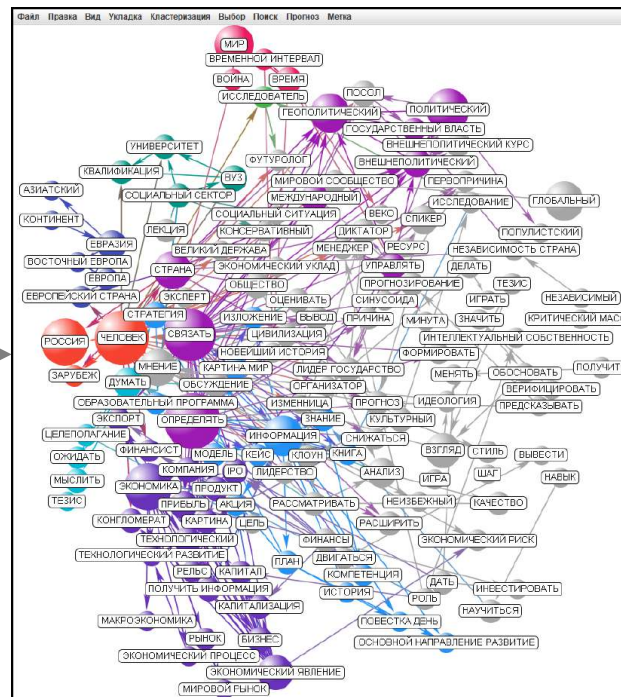 Файл Правка Вид Укладка Кластеризация Выбор Поиск Прогноз Метка
МИР
ВРЕМЕННОЙ ИНТЕРВАЛ
ВОЙНА
ВРЕМЯ
ИССЛЕДОВАТЕЛЬ
ПОСОЛ
ПОЛИТИЧЕСКИЙ
ГЕОПОЛИТИЧЕСКИЙ
ГОСУДАРСТВЕННЫЙ ВЛАСТЬ
ВНЕШНЕПОЛИТИЧЕСКИЙ КУРС
УНИВЕРСИТЕТ
ФУТУРОЛОГ
ВНЕШНЕПОЛИТИЧЕСКИЙ
КВАЛИФИКАЦИЯ
ВУЗ
АЗИАТСКИЙ
МИРОВОЙ СООБЩЕСТВО
ПЕРВОПРИЧИНА
СОЦИАЛЬНЫЙ СЕКТОР
МЕЖДУНАРОДНЫЙ
ИССЛЕДОВАНИЕ
ГЛОБАЛЬНЫЙ
КОНТИНЕНТ
СОЦИАЛЬНЫЙ СИТУАЦИЯ
ВЕКС
СПИКЕР
ЛЕКЦИЯ
КОНСЕРВАТИВНЫЙ
ДИКТАТОР
ПОПУЛИСТСКИЙ
ЕВРАЗИЯ
ВЕЛИКИЙ ДЕРЖАВА
МЕНЕДЖЕР
РЕСУРС
НЕЗАВИСИМОСТЬ СТРАНА
ВОСТОЧНЫЙ ЕВРОПА
СТРАНА
ЭКОНОМИЧЕСКИЙ УКЛАД
УПРАВЛЯТЬ
ДЕЛАТЬ
ЕВРОПА
ОБЩЕСТВО
ПРОГНОЗИРОВАНИЕ
ТЕЗИС
ЕВРОПЕЙСКИЙ СТРАНА
ЭКСПЕРТ
ОЦЕНИВАТЬ
СИНУСОИДА
ИГРАТЬ
НЕЗАВИСИМЫЙ
СТРАТЕГИЯ
ИЗЛОЖЕНИЕ
ВЫВОД
ПРИЧИНА
МИНУТА
ЗНАЧИТЬ
КРИТИЧЕСКИЙ МАСС
РОССИЯ
ЧЕЛОВЕК
СВЯЗАТЬ
ЦИВИЛИЗАЦИЯ
ИНТЕЛЛЕКТУАЛЬНЫЙ СОБСТВЕННОСТЬ
МНЕНИЕ
НОВЕЙШИЙ ИСТОРИЯ
ФОРМИРОВАТЬ
ЗАРУБЕЖ
КАРТИНА МИР
ЛИДЕР ГОСУДАРСТВО
МЕНЯТЬ
ОБОСНОВАТЬ
ПОЛУЧИТ
ДУМАТЬ
ОБСУЖДЕНИЕ
ОРГАНИЗАТОР
ВЕРИФИЦИРОВАТЬ
ОБРАЗОВАТЕЛЬНЫЙ ПРОГРАММА
ИЗМЕННИЦА
ПРОГНОЗ
ИДЕОЛОГИЯ
ПРЕДСКАЗЫВАТЬ
ЭКСПОРТ
ОПРЕДЕЛЯТЬ
ЗНАНИЕ
КУЛЬТУРНЫЙ
ЦЕЛЕПОЛАГАНИЕ
ИНФОРМАЦИЯ
СНИЖАТЬСЯ
ФИНАНСИСТ
МОДЕЛЬ
КЕЙС
КЛОУН
КНИГА
ВЗГЛЯД
СТИЛЬ
ОЖИДАТЬ
ВЫВЕСТИ
КОМПАНИЯ
IPO
ЛИДЕРСТВО
АНАЛИЗ
ШАГ
МЫСЛИТЬ
ЭКОНОМИКА
ПРОДУКТ
ИГРА
НАВЫК
ТЕЗИС
ПРИБЫЛЬ
АКЦИЯ
РАССМАТРИВАТЬ
НЕИЗБЕЖНЫЙ
КАЧЕСТВО
КОНГЛОМЕРАТ
КАРТИНА
ЦЕЛЬ
РАСШИРИТЬ
ТЕХНОЛОГИЧЕСКИЙ
ФИНАНСЫ
ЭКОНОМИЧЕСКИЙ РИСК
ТЕХНОЛОГИЧЕСКИЙ РАЗВИТИЕ
ПЛАН
ДВИГАТЬСЯ
РЕЛЬС
КАПИТАЛ
КОМПЕТЕНЦИЯ
ДАТЬ
ПОЛУЧИТЬ ИНФОРМАЦИЯ
ИСТОРИЯ
ИНВЕСТИРОВАТЬ
КАПИТАЛИЗАЦИЯ
РОЛЬ
НАУЧИТЬСЯ
МАКРОЭКОНОМИКА
ПОВЕСТКА ДЕНЬ
РЫНОК
БИЗНЕС
ОСНОВНОЙ НАПРАВЛЕНИЕ РАЗВИТИЕ
ЭКОНОМИЧЕСКИЙ ПРОЦЕСС
ЭКОНОМИЧЕСКИЙ ЯВЛЕНИЕ
МИРОВОЙ РЫНОК